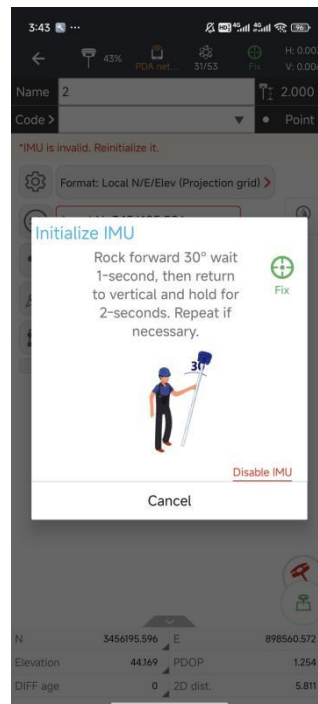 3:43
96
43%
PDA net...
31/53
Fix
H: 0.00
V: 0.00
Name 2
2.000
Code >
Point
*IMU is invalid. Reinitialize it.
Format: Local N/E/Elev (Projection grid) >
Initialize IMU
Rock forward 30° wait
1-second, then return
to vertical and hold for
2-seconds. Repeat if
necessary.
Fix
30
Disable IMU
Cancel
N 3456195.596 E 898560.572
Elevation 44.169 PDOP 1.254
DIFF age 0 2D dist. 5.811